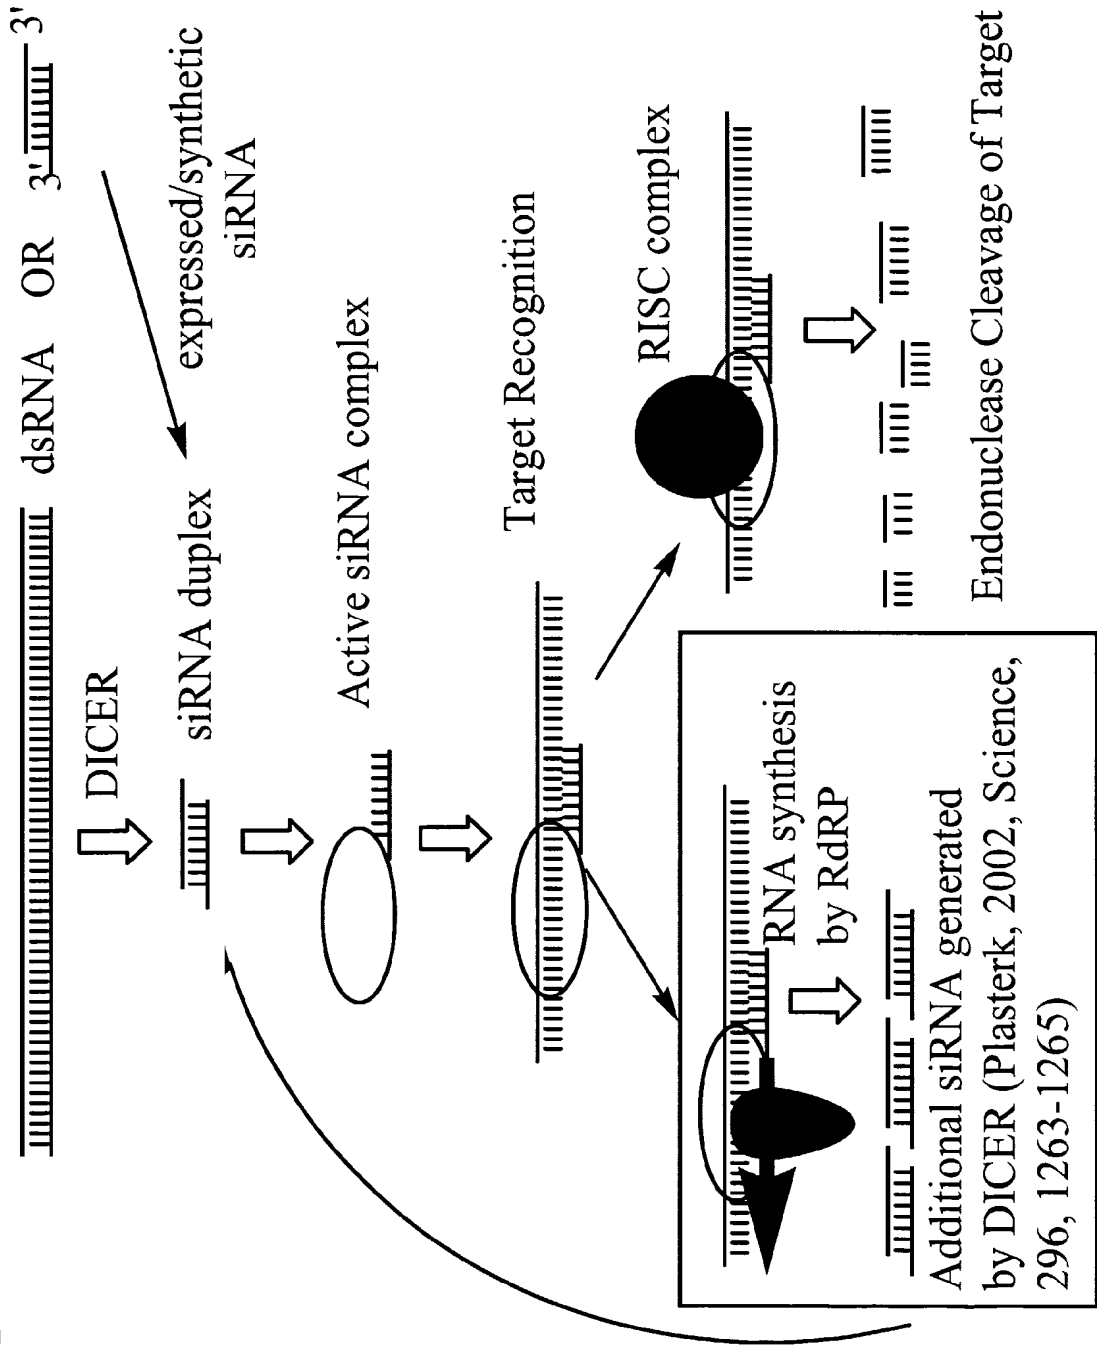 dsRNA OR 3' 3'
DICER
siRNA duplex
expressed/synthetic
siRNA
Active siRNA complex
Target Recognition
RISC complex
RNA synthesis
by RdRP
Additional siRNA generated
by DICER (Plasterk, 2002, Science,
296, 1263-1265)
Endonuclease Cleavage of Target